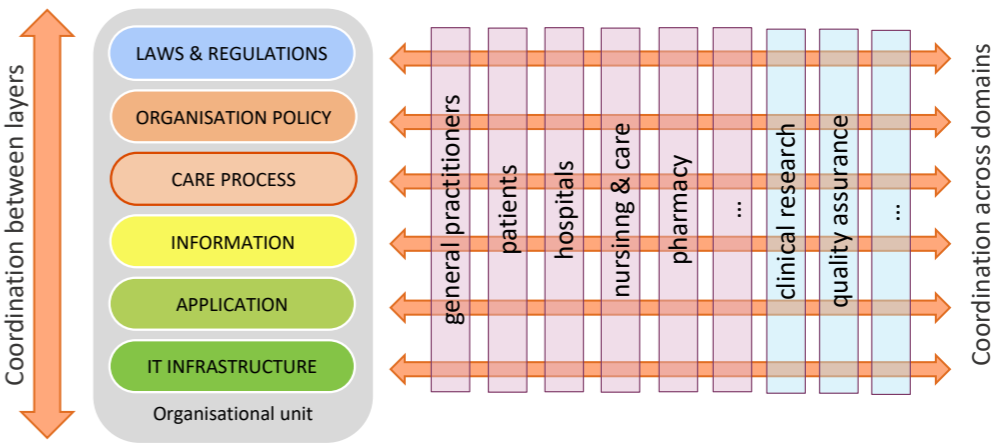 Coordination between layers
LAWS & REGULATIONS
ORGANISATION POLICY
CARE PROCESS
INFORMATION
APPLICATION
IT INFRASTRUCTURE
Organisational unit
general practitioners
patients
hospitals
nursinng & care
pharmacy
...
clinical research
quality assurance
...
Coordination across domains